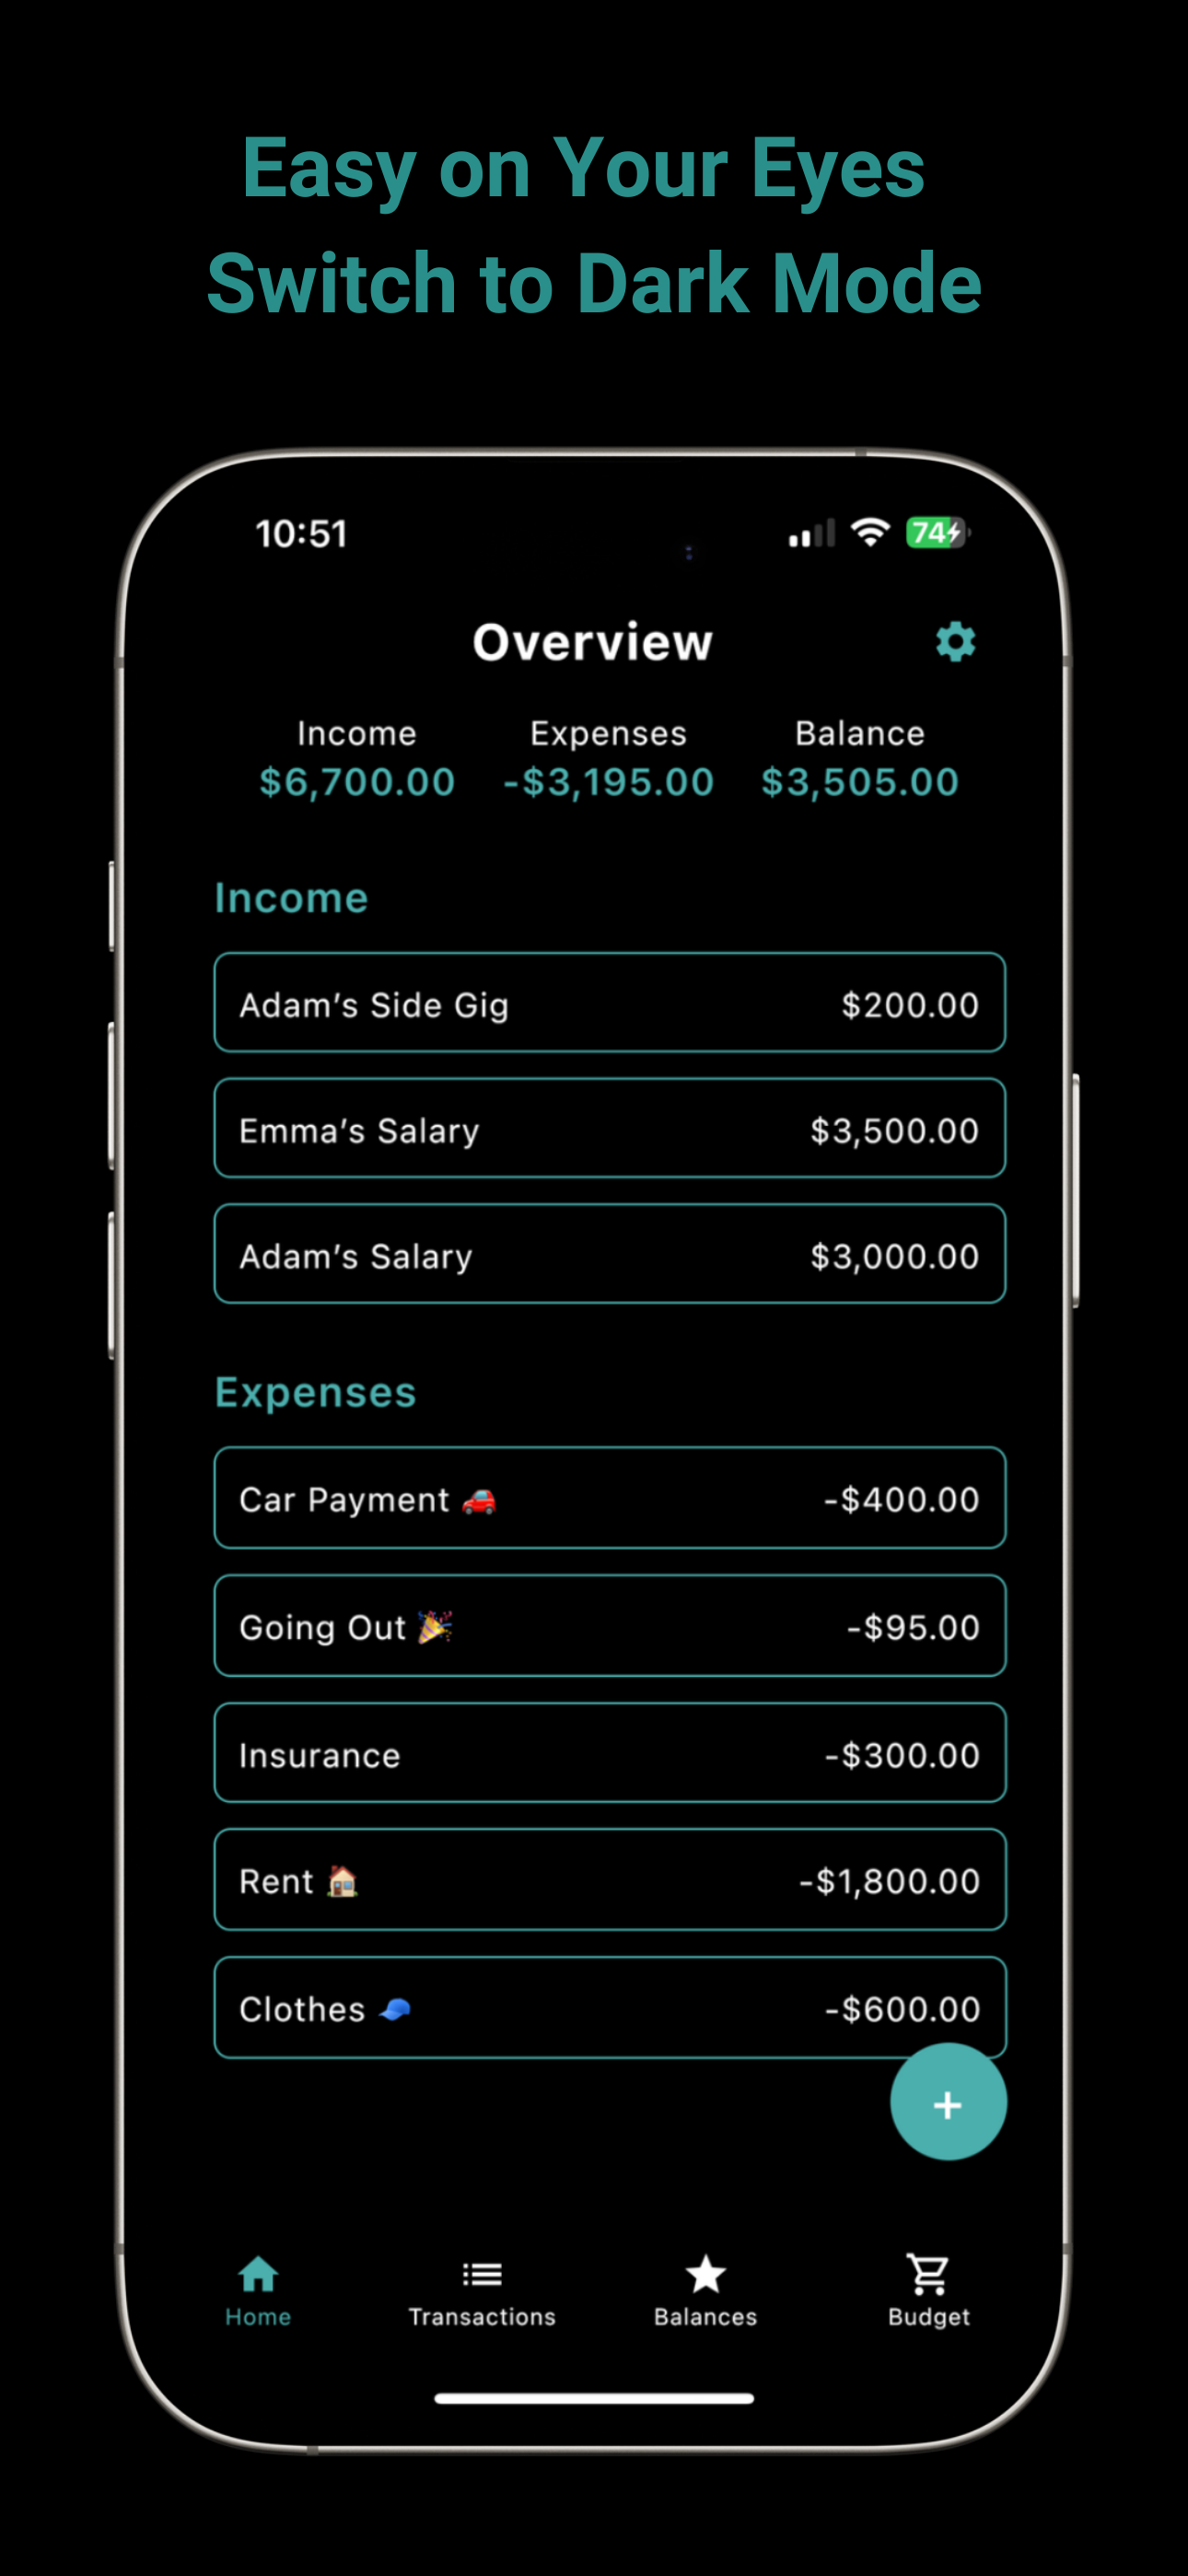 Easy on Your Eyes
Switch to Dark Mode
10:51 74
Overview
Income Expenses Balance
$6,700.00 -$3,195.00 $3,505.00
Income
Adam’s Side Gig $200.00
Emma’s Salary $3,500.00
Adam’s Salary $3,000.00
Expenses
Car Payment 🚗 -$400.00
Going Out 🎉 -$95.00
Insurance -$300.00
Rent 🏠 -$1,800.00
Clothes 🧢 -$600.00
+
Home Transactions Balances Budget